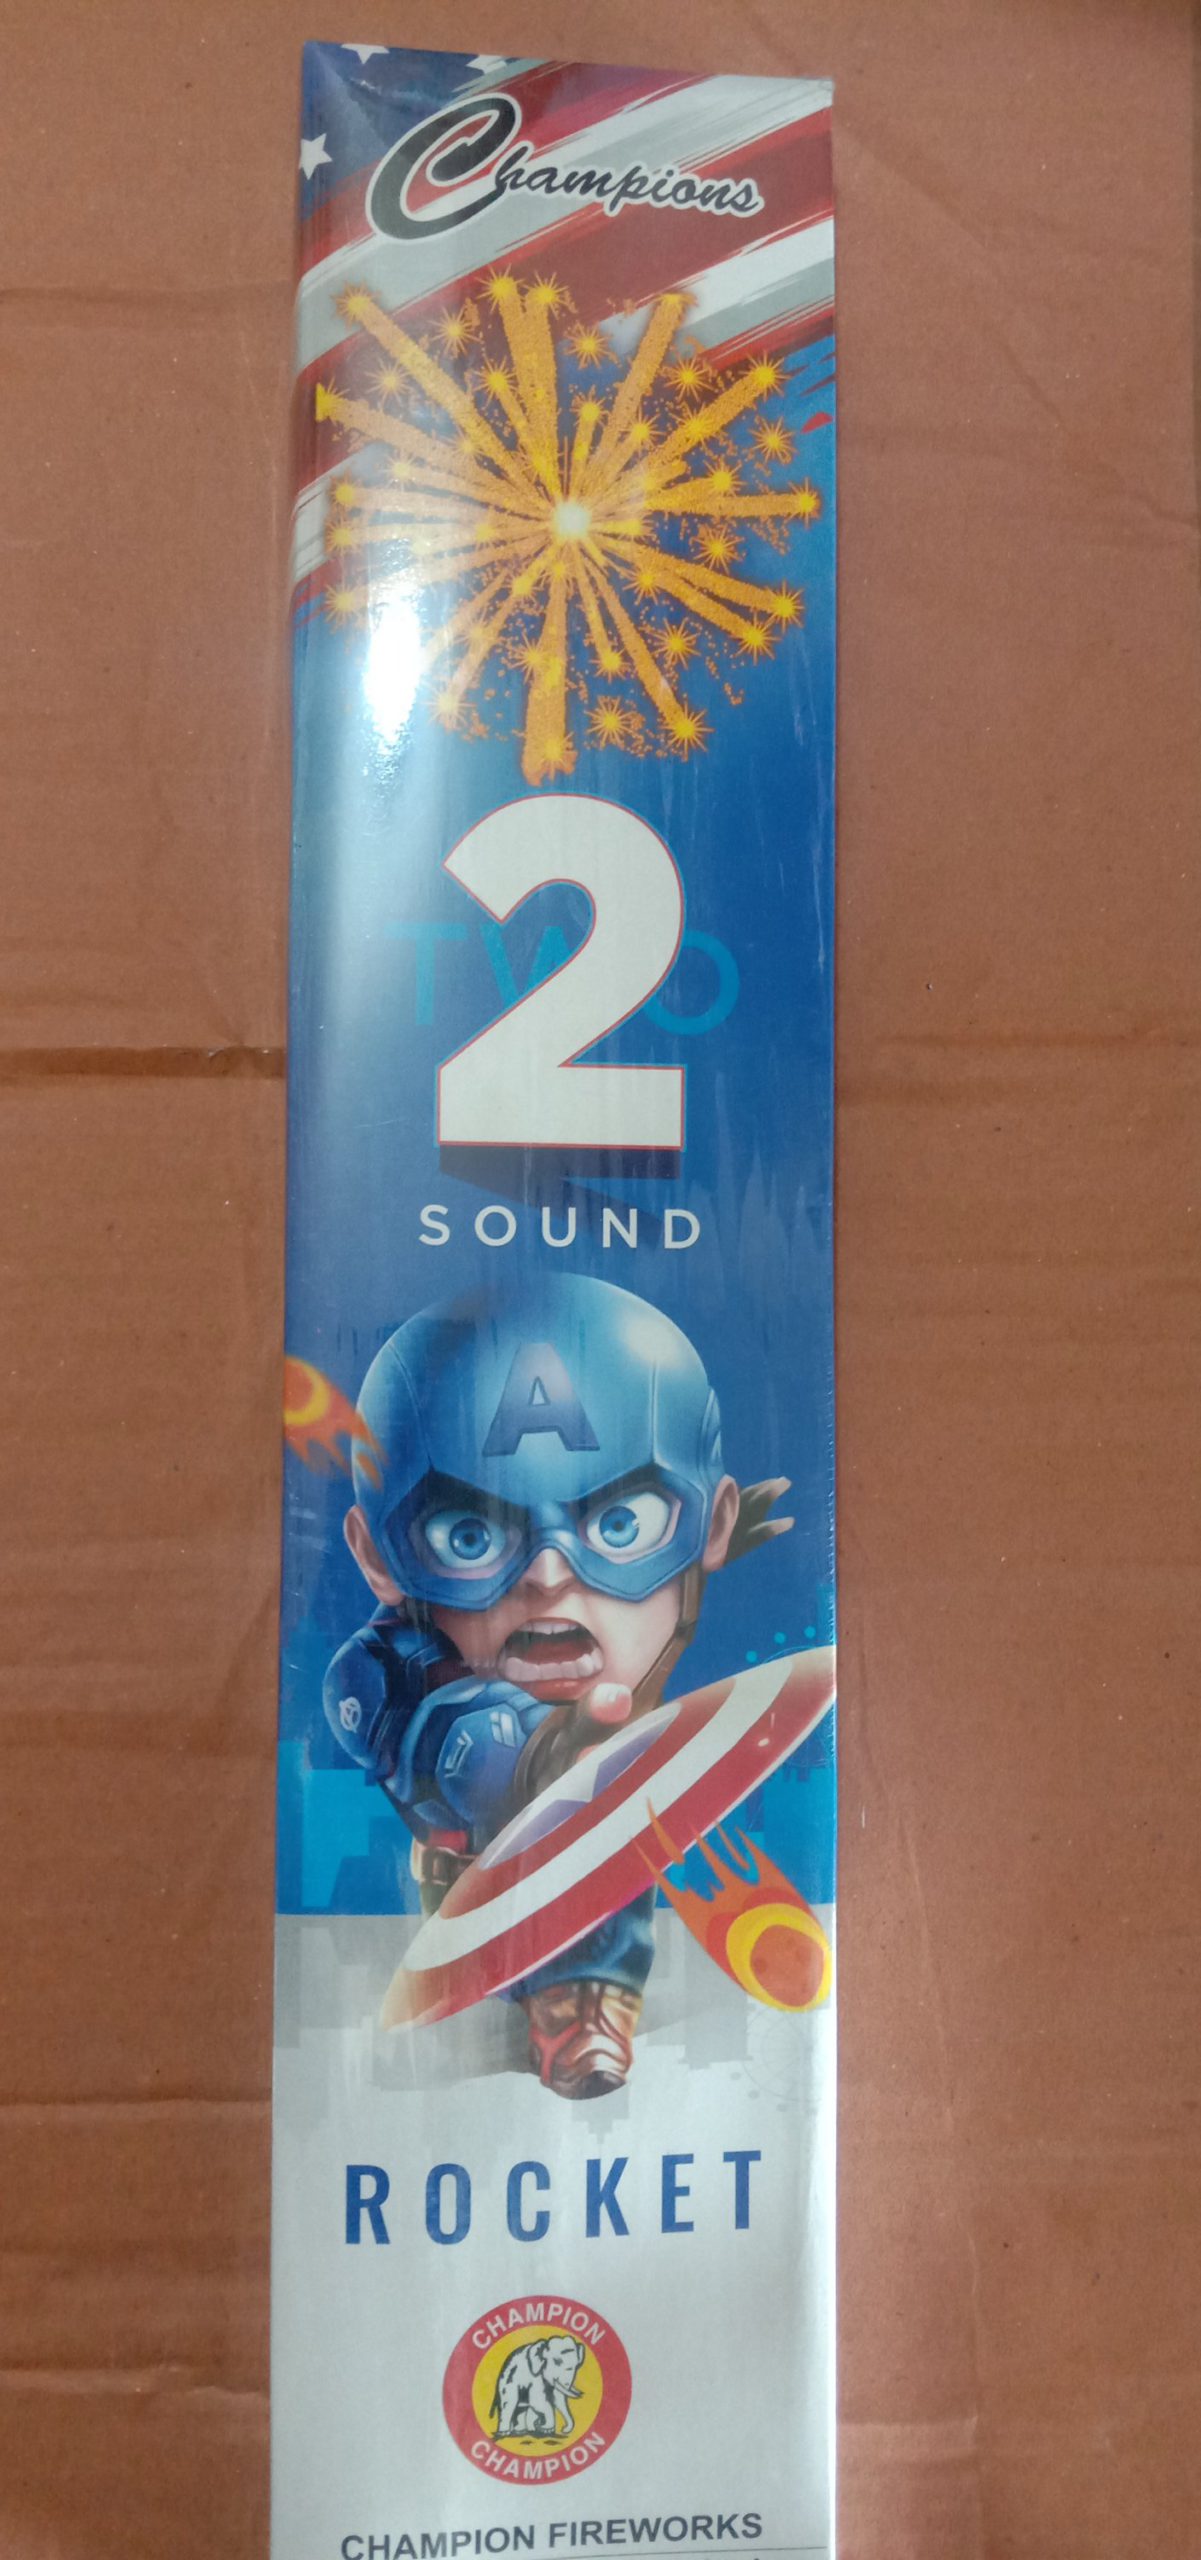 Champions
TWO
2
SOUND
A
ROCKET
CHAMPION
CHAMPION
CHAMPION FIREWORKS